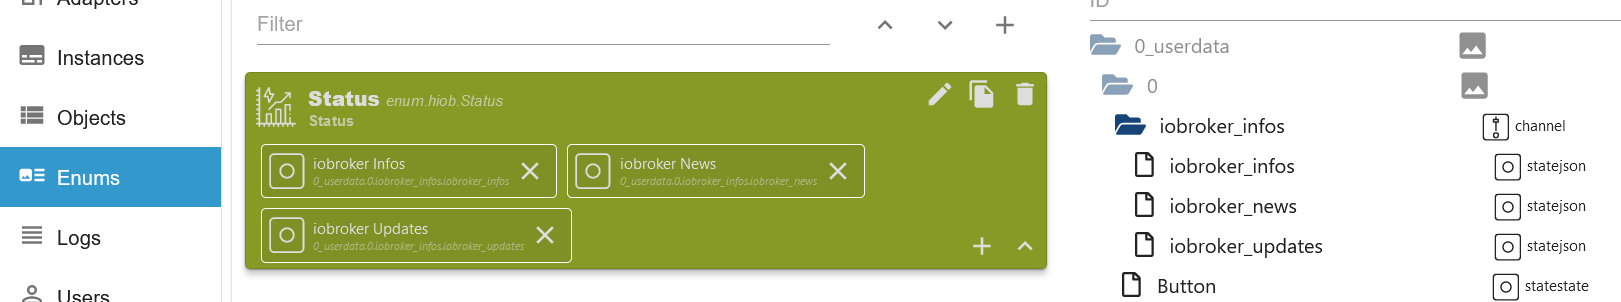 Adapters
Instances
Objects
Enums
Logs
Users
Filter
Status enum.hiob.Status
Status
iobroker Infos
0_userdata.0.iobroker_infos.iobroker_infos
iobroker News
0_userdata.0.iobroker_infos.iobroker_news
iobroker Updates
0_userdata.0.iobroker_infos.iobroker_updates
ID
0_userdata
0
iobroker_infos channel
iobroker_infos statejson
iobroker_news statejson
iobroker_updates statejson
Button statestate